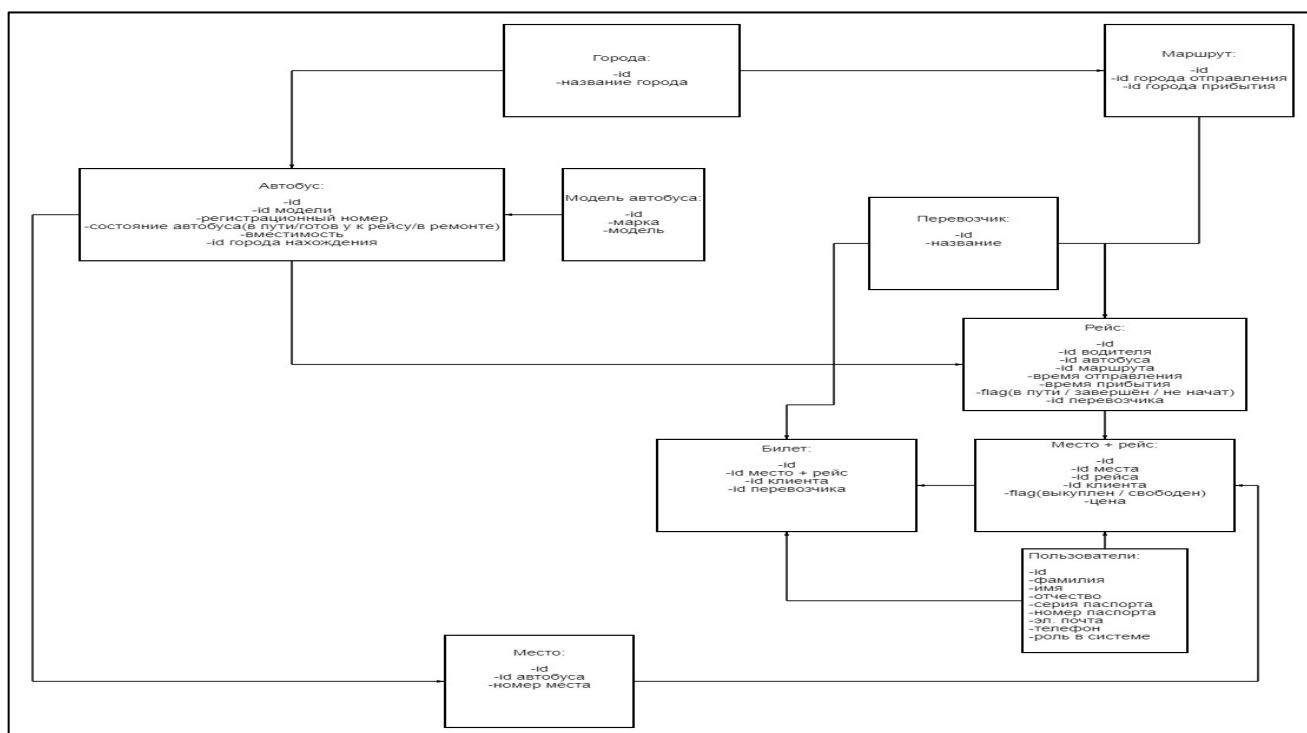 Города:
-id
-название города
Маршрут:
-id
-id города отправления
-id города прибытия
Автобус:
-id
-id модели
-регистрационный номер
-состояние автобуса(в пути/готов у к рейсу/в ремонте)
-вместимость
-id города нахождения
Модель автобуса:
-id
-марка
-модель
Перевозчик:
-id
-название
Рейс:
-id
-id водителя
-id автобуса
-id маршрута
-время отправления
-время прибытия
-flag(в пути / завершён / не начат)
-id перевозчика
Билет:
-id
-id место + рейс
-id клиента
-id перевозчика
Место + рейс:
-id
-id места
-id рейса
-id клиента
-flag(выкуплен / свободен)
-цена
Пользователи:
-id
-фамилия
-имя
-отчество
-серия паспорта
-номер паспорта
-эл. почта
-телефон
-роль в системе
Место:
-id
-id автобуса
-номер места